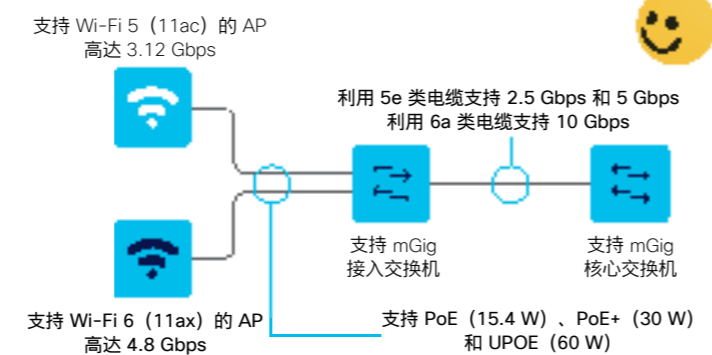 支持 Wi-Fi 5（11ac）的 AP
高达 3.12 Gbps
利用 5e 类电缆支持 2.5 Gbps 和 5 Gbps
利用 6a 类电缆支持 10 Gbps
支持 mGig
接入交换机
支持 mGig
核心交换机
支持 Wi-Fi 6（11ax）的 AP
高达 4.8 Gbps
支持 PoE（15.4 W）、PoE+（30 W）
和 UPOE（60 W）